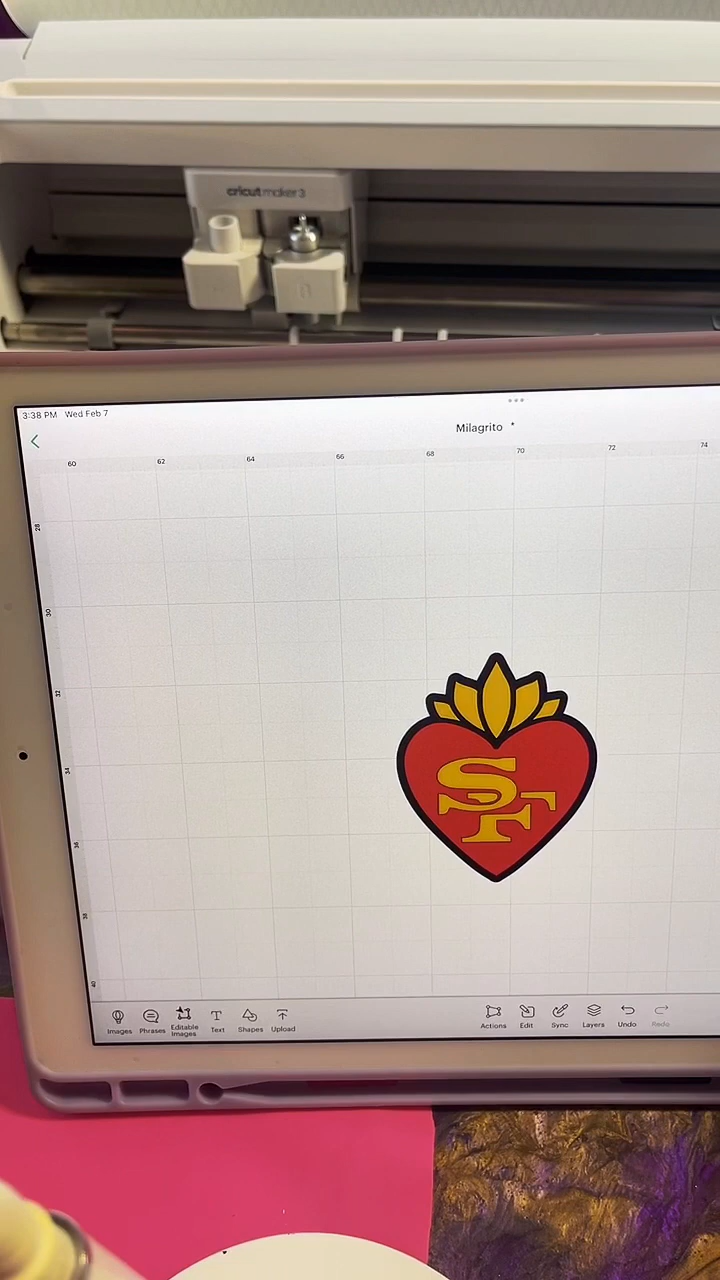 cricut maker 3
3:38 PM Wed Feb 7
Milagrito *
60 62 64 66 68 70 72 74
28
30
32
34
36
38
40
SF
Images Phrases Editable Images Text Shapes Upload Actions Edit Sync Layers Undo Redo